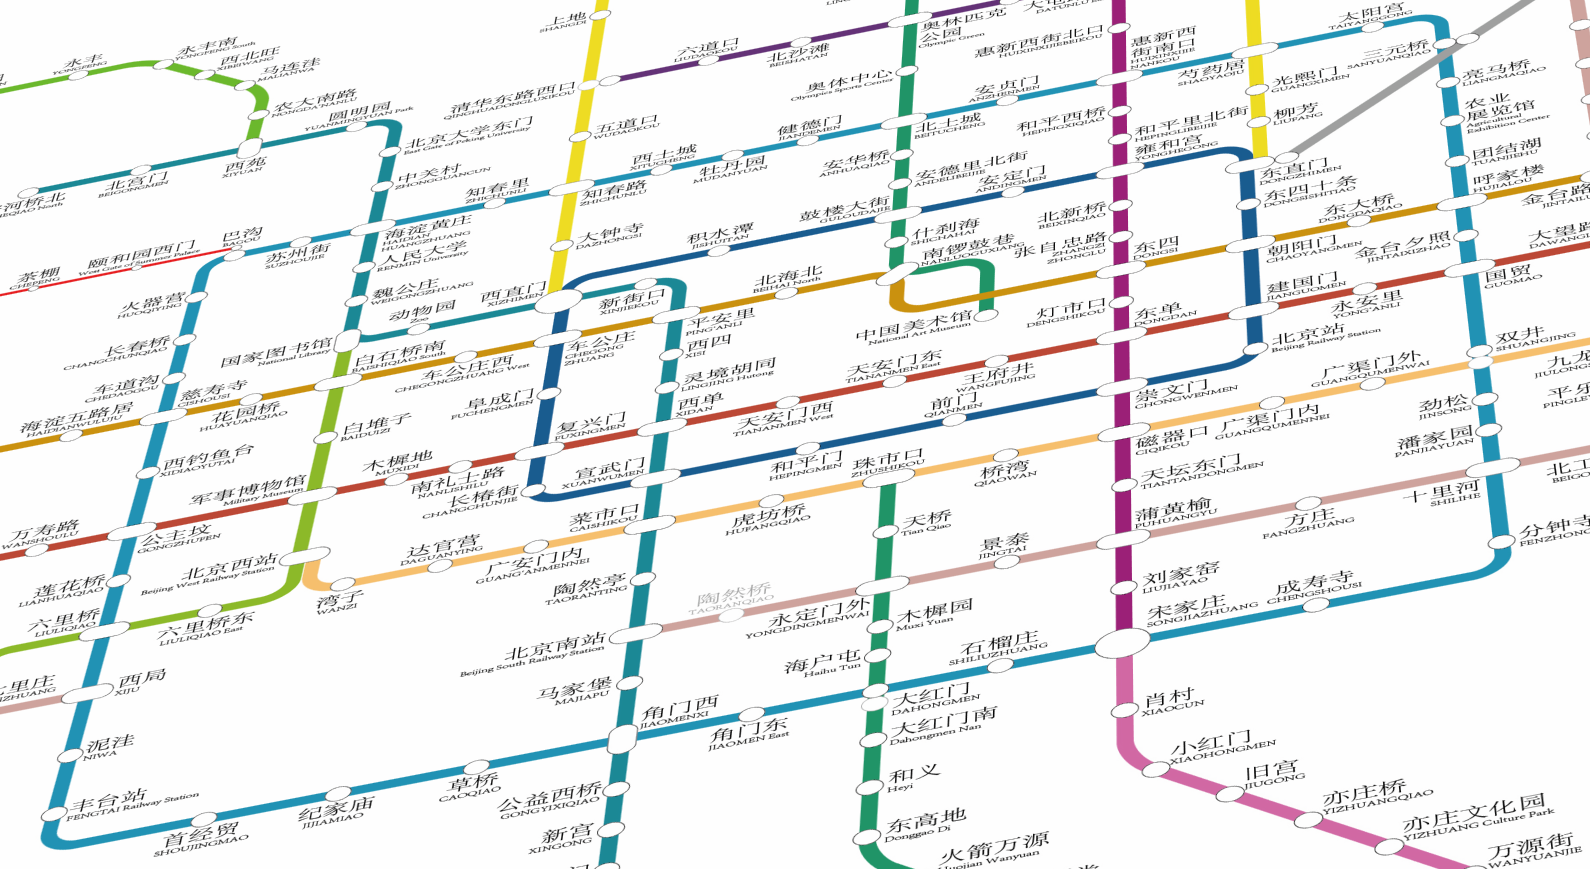 上地
SHANGDI
永丰
YONGFENG
永丰南
YONGFENG South
西北旺
XIBEIWANG
马连洼
MALIANWA
农大南路
NONGDA NANLU
圆明园
YUANMINGYUAN Park
北京大学东门
East Gate of Peking University
西苑
XIYUAN
北宫门
BEIGONGMEN
河桥北
中关村
ZHONGGUANCUN
知春里
ZHICHUNLI
知春路
ZHICHUNLU
海淀黄庄
HAIDIAN
HUANGZHUANG
巴沟
BAGOU
苏州街
SUZHOUJIE
颐和园西门
West Gate of Summer Palace
茶棚
CHEPENG
火器营
HUOQIYING
人民大学
RENMIN University
魏公庄
WEIGONGZHUANG
动物园
Zoo
国家图书馆
National Library
长春桥
CHANGCHUNQIAO
车道沟
CHEDAOGOU
慈寿寺
CISHOUSI
海淀五路居
HAIDIANWULUJU
花园桥
HUAYUANQIAO
白石桥南
BAISHIQIAO South
车公庄西
CHEGONGZHUANG West
车公庄
CHEGONG
ZHUANG
西直门
XIZHIMEN
大钟寺
DAZHONGSI
五道口
WUDAOKOU
清华东路西口
QINGHUADONGLUXIKOU
六道口
LIUDAOKOU
北沙滩
BEISHATAN
奥林匹克
公园
Olympic Green
奥体中心
Olympics Sports Center
惠新西街北口
HUIXINXIJIEBEIKOU
惠新西
街南口
HUIXINXIJIE
NANKOU
芍药居
SHAOYAOJU
光熙门
GUANGXIMEN
柳芳
LIUFANG
太阳宫
TAIYANGGONG
三元桥
SANYUANQIAO
亮马桥
LIANGMAQIAO
农业
展览馆
Agricultural
Exhibition Center
团结湖
TUANJIEHU
呼家楼
HUJIALOU
东直门
DONGZHIMEN
东四十条
DONGSISHITIAO
东大桥
DONGDAQIAO
朝阳门
CHAOYANGMEN
金台夕照
JINTAIXIZHAO
金台路
国贸
GUOMAO
安贞门
ANZHENMEN
健德门
JIANDEMEN
牡丹园
MUDANYUAN
西土城
XITUCHENG
北土城
BEITUCHENG
安华桥
ANHUAQIAO
安德里北街
ANDELIBEIJIE
安定门
ANDINGMEN
鼓楼大街
GULOUDAJIE
什刹海
SHICHAHAI
南锣鼓巷
NANLUOGUXIANG
和平西桥
HEPINGXIQIAO
和平里北街
HEPINGLIBEIJIE
雍和宫
YONGHEGONG
北新桥
BEIXINQIAO
张自忠路
ZHANGZI
ZHONGLU
东四
DONGSI
灯市口
DENGSHIKOU
东单
DONGDAN
中国美术馆
National Art Museum
积水潭
JISHUITAN
新街口
XINJIEKOU
平安里
PING'ANLI
北海北
BEIHAI North
西四
XISI
灵境胡同
LINGJING Hutong
西单
XIDAN
天安门东
TIANANMEN East
天安门西
TIANANMEN West
王府井
WANGFUJING
建国门
JIANGUOMEN
永安里
YONG'ANLI
北京站
Beijing Railway Station
双井
SHUANGJING
广渠门外
GUANGQUMENWAI
广渠门内
GUANGQUMENNEI
劲松
JINSONG
潘家园
PANJIAYUAN
十里河
SHILIHE
阜成门
FUCHENGMEN
复兴门
FUXINGMEN
长椿街
CHANGCHUNJIE
宣武门
XUANWUMEN
和平门
HEPINGMEN
前门
QIANMEN
崇文门
CHONGWENMEN
磁器口
CIQIKOU
天坛东门
TIANTANDONGMEN
蒲黄榆
PUHUANGYU
方庄
FANGZHUANG
刘家窑
LIUJIAYAO
宋家庄
SONGJIAZHUANG
成寿寺
CHENGSHOUSI
白堆子
BAIDUIZI
西钓鱼台
XIDIAOYUTAI
军事博物馆
Military Museum
木樨地
MUXIDI
南礼士路
NANLISHILU
万寿路
WANSHOULU
公主坟
GONGZHUFEN
莲花桥
LIANHUAQIAO
北京西站
Beijing West Railway Station
六里桥
LIULIQIAO
六里桥东
LIULIQIAO East
湾子
WANZI
达官营
DAGUANYING
广安门内
GUANG'ANMENNEI
菜市口
CAISHIKOU
虎坊桥
HUFANGQIAO
珠市口
ZHUSHIKOU
桥湾
QIAOWAN
天桥
Tian Qiao
景泰
JINGTAI
陶然亭
TAORANTING
陶然桥
TAORANQIAO
永定门外
YONGDINGMENWAI
木樨园
Muxi Yuan
海户屯
Haihu Tun
石榴庄
SHILIUZHUANG
大红门
DAHONGMEN
大红门南
Dahongmen Nan
和义
Heyi
东高地
Donggao Di
火箭万源
Huojian Wanyuan
北京南站
Beijing South Railway Station
马家堡
MAJIAPU
角门西
JIAOMENXI
角门东
JIAOMEN East
草桥
CAOQIAO
纪家庙
JIJIAMIAO
首经贸
SHOUJINGMAO
丰台站
FENGTAI Railway Station
泥洼
NIWA
西局
XIJU
公益西桥
GONGYIXIQIAO
新宫
XINGONG
肖村
XIAOCUN
小红门
XIAOHONGMEN
旧宫
JIUGONG
亦庄桥
YIZHUANGQIAO
亦庄文化园
YIZHUANG Culture Park
万源街
WANYUANJIE